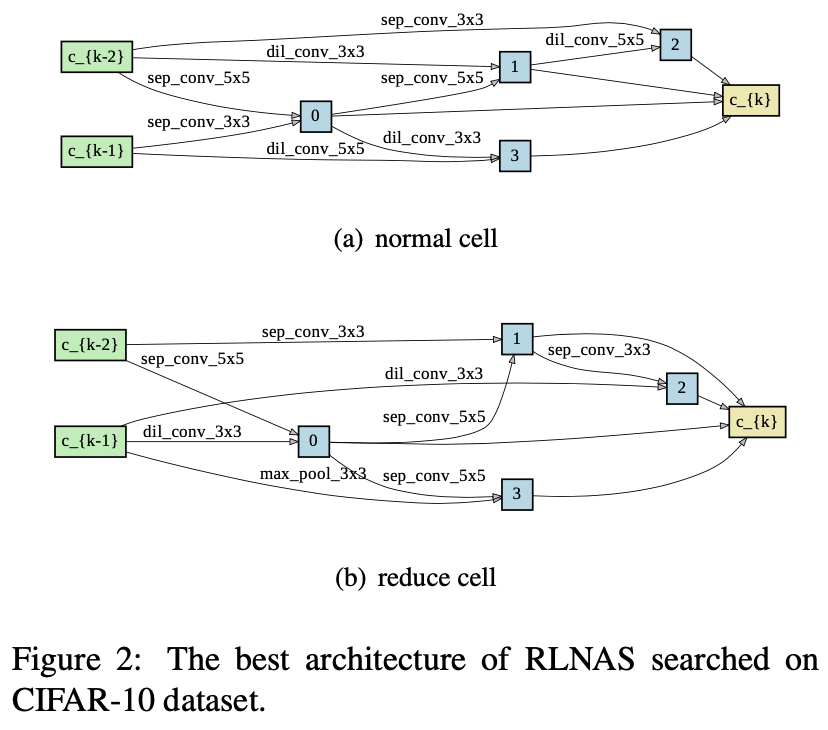 sep_conv_3x3
c_{k-2}
dil_conv_3x3
dil_conv_5x5
2
1
sep_conv_5x5
sep_conv_5x5
c_{k}
sep_conv_3x3
0
c_{k-1}
dil_conv_5x5
dil_conv_3x3
3
(a) normal cell
c_{k-2}
sep_conv_3x3
1
sep_conv_3x3
sep_conv_5x5
dil_conv_3x3
2
c_{k-1}
dil_conv_3x3
0
sep_conv_5x5
c_{k}
max_pool_3x3
sep_conv_5x5
3
(b) reduce cell
Figure 2: The best architecture of RLNAS searched on
CIFAR-10 dataset.